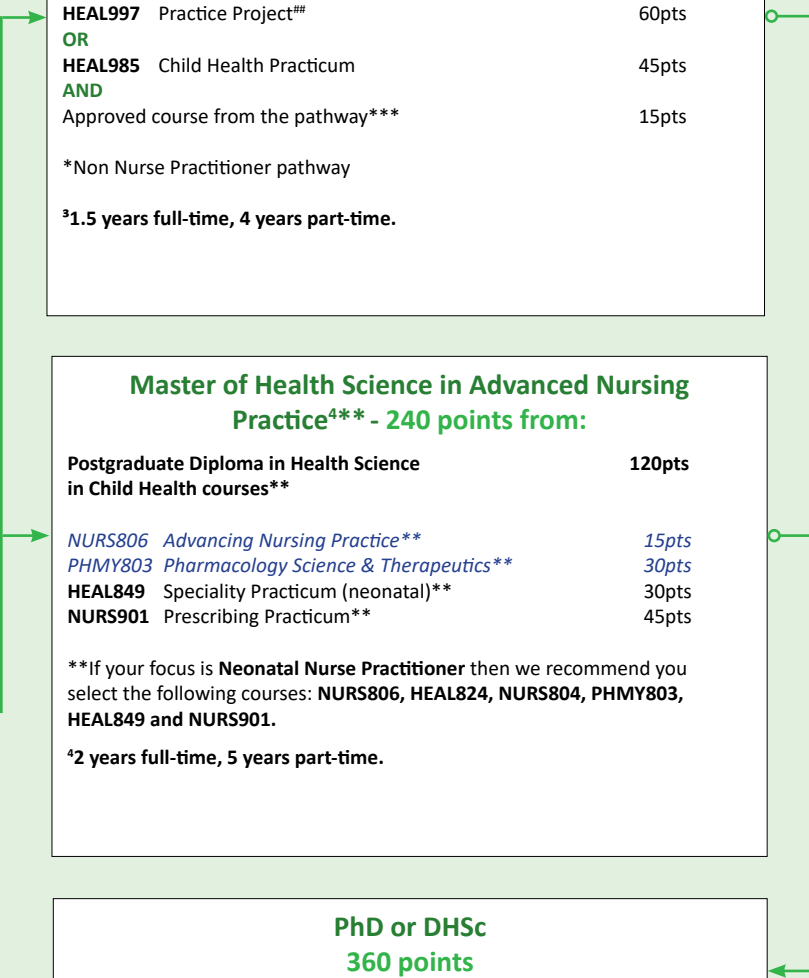 HEAL997 Practice Project## 60pts
OR
HEAL985 Child Health Practicum 45pts
AND
Approved course from the pathway*** 15pts
*Non Nurse Practitioner pathway
³1.5 years full-time, 4 years part-time.
Master of Health Science in Advanced Nursing
Practice⁴** - 240 points from:
Postgraduate Diploma in Health Science 120pts
in Child Health courses**
NURS806 Advancing Nursing Practice** 15pts
PHMY803 Pharmacology Science & Therapeutics** 30pts
HEAL849 Speciality Practicum (neonatal)** 30pts
NURS901 Prescribing Practicum** 45pts
**If your focus is Neonatal Nurse Practitioner then we recommend you
select the following courses: NURS806, HEAL824, NURS804, PHMY803,
HEAL849 and NURS901.
⁴2 years full-time, 5 years part-time.
PhD or DHSc
360 points